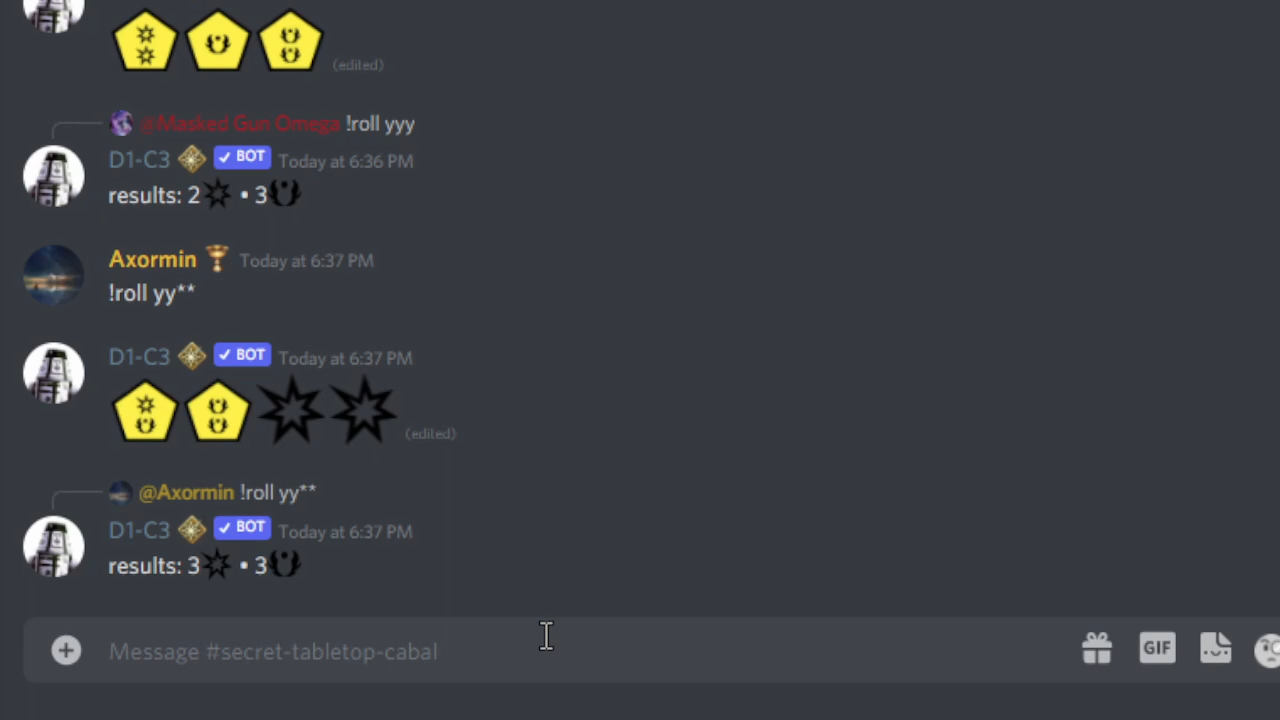 (edited)
@Masked Gun Omega !roll yyy
D1-C3 ✓ BOT Today at 6:36 PM
results: 2 • 3
Axormin Today at 6:37 PM
!roll yy**
D1-C3 ✓ BOT Today at 6:37 PM
(edited)
@Axormin !roll yy**
D1-C3 ✓ BOT Today at 6:37 PM
results: 3 • 3
Message #secret-tabletop-cabal
GIF